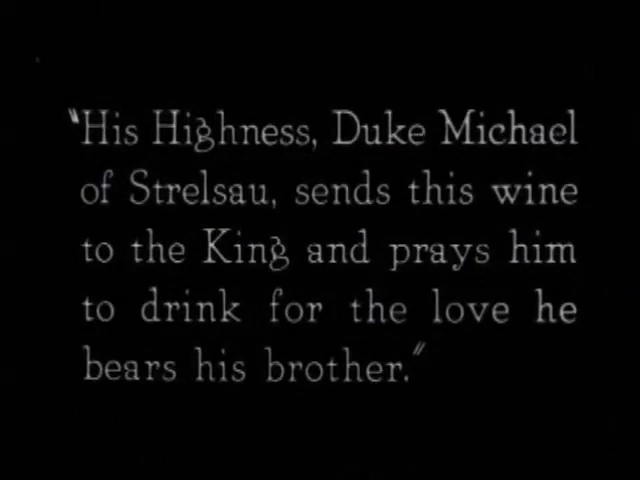 "His Highness, Duke Michael
of Strelsau, sends this wine
to the King and prays him
to drink for the love he
bears his brother."